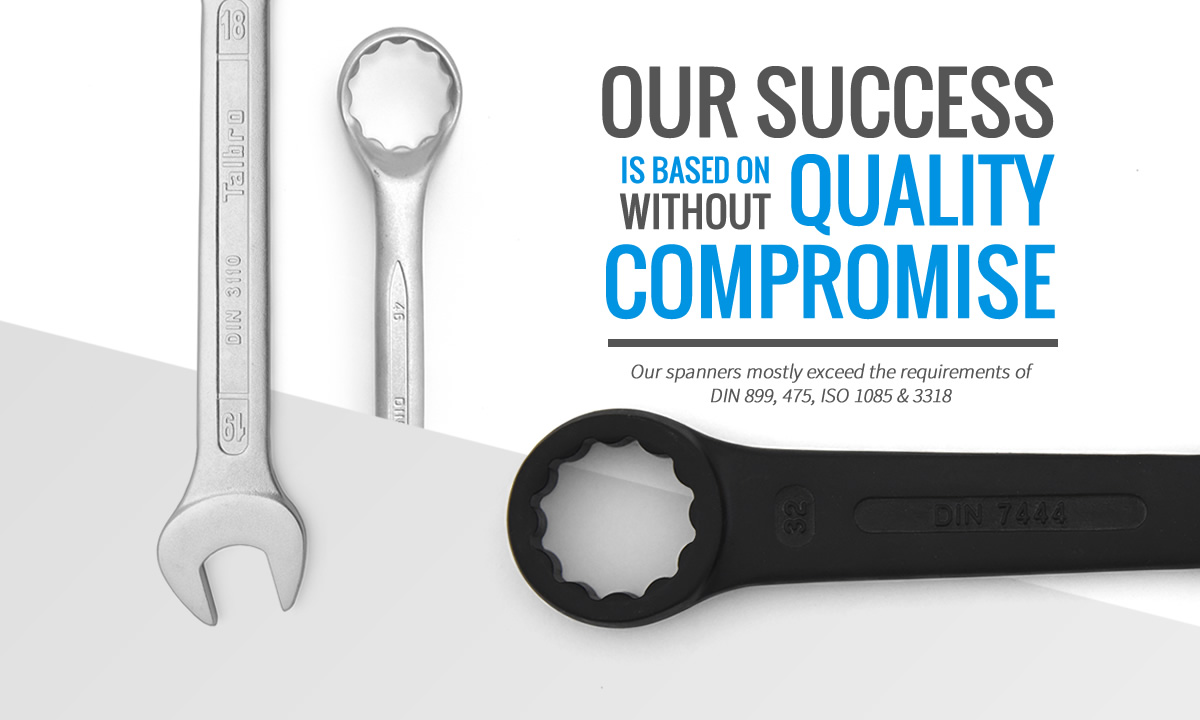 18
Talbro
DIN 3110
19
46
OUR SUCCESS
IS BASED ON QUALITY
WITHOUT
COMPROMISE
Our spanners mostly exceed the requirements of
DIN 899, 475, ISO 1085 & 3318
32
DIN 7444